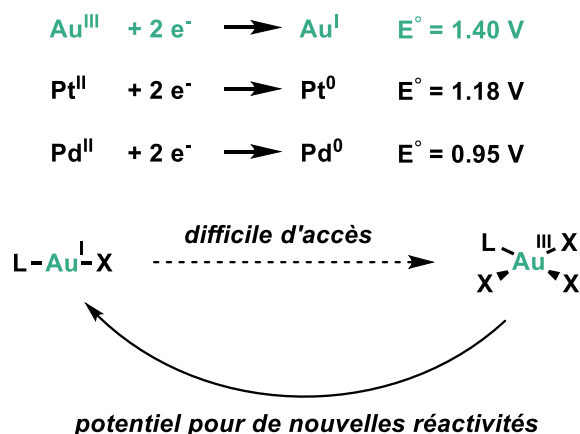 Au^III + 2 e^- → Au^I E° = 1.40 V
Pt^II + 2 e^- → Pt^0 E° = 1.18 V
Pd^II + 2 e^- → Pd^0 E° = 0.95 V
difficile d'accès
L–Au^I–X
L Au^III X X X
potentiel pour de nouvelles réactivités